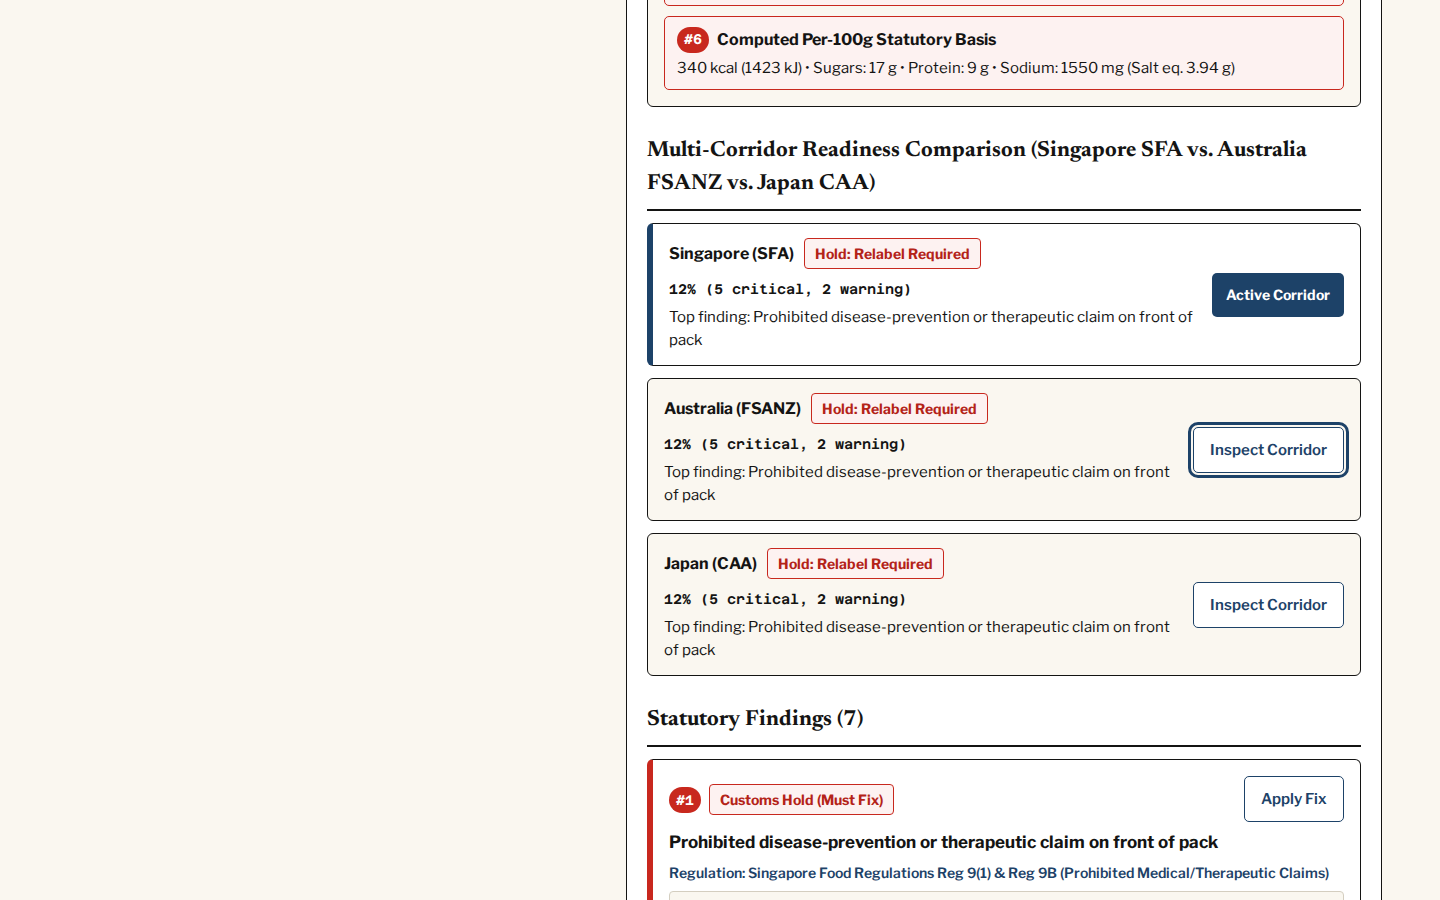 #6 Computed Per-100g Statutory Basis
340 kcal (1423 kJ) • Sugars: 17 g • Protein: 9 g • Sodium: 1550 mg (Salt eq. 3.94 g)
Multi-Corridor Readiness Comparison (Singapore SFA vs. Australia
FSANZ vs. Japan CAA)
Singapore (SFA) Hold: Relabel Required
12% (5 critical, 2 warning)
Top finding: Prohibited disease-prevention or therapeutic claim on front of
pack
Active Corridor
Australia (FSANZ) Hold: Relabel Required
12% (5 critical, 2 warning)
Top finding: Prohibited disease-prevention or therapeutic claim on front
of pack
Inspect Corridor
Japan (CAA) Hold: Relabel Required
12% (5 critical, 2 warning)
Top finding: Prohibited disease-prevention or therapeutic claim on front
of pack
Inspect Corridor
Statutory Findings (7)
#1 Customs Hold (Must Fix)
Apply Fix
Prohibited disease-prevention or therapeutic claim on front of pack
Regulation: Singapore Food Regulations Reg 9(1) & Reg 9B (Prohibited Medical/Therapeutic Claims)